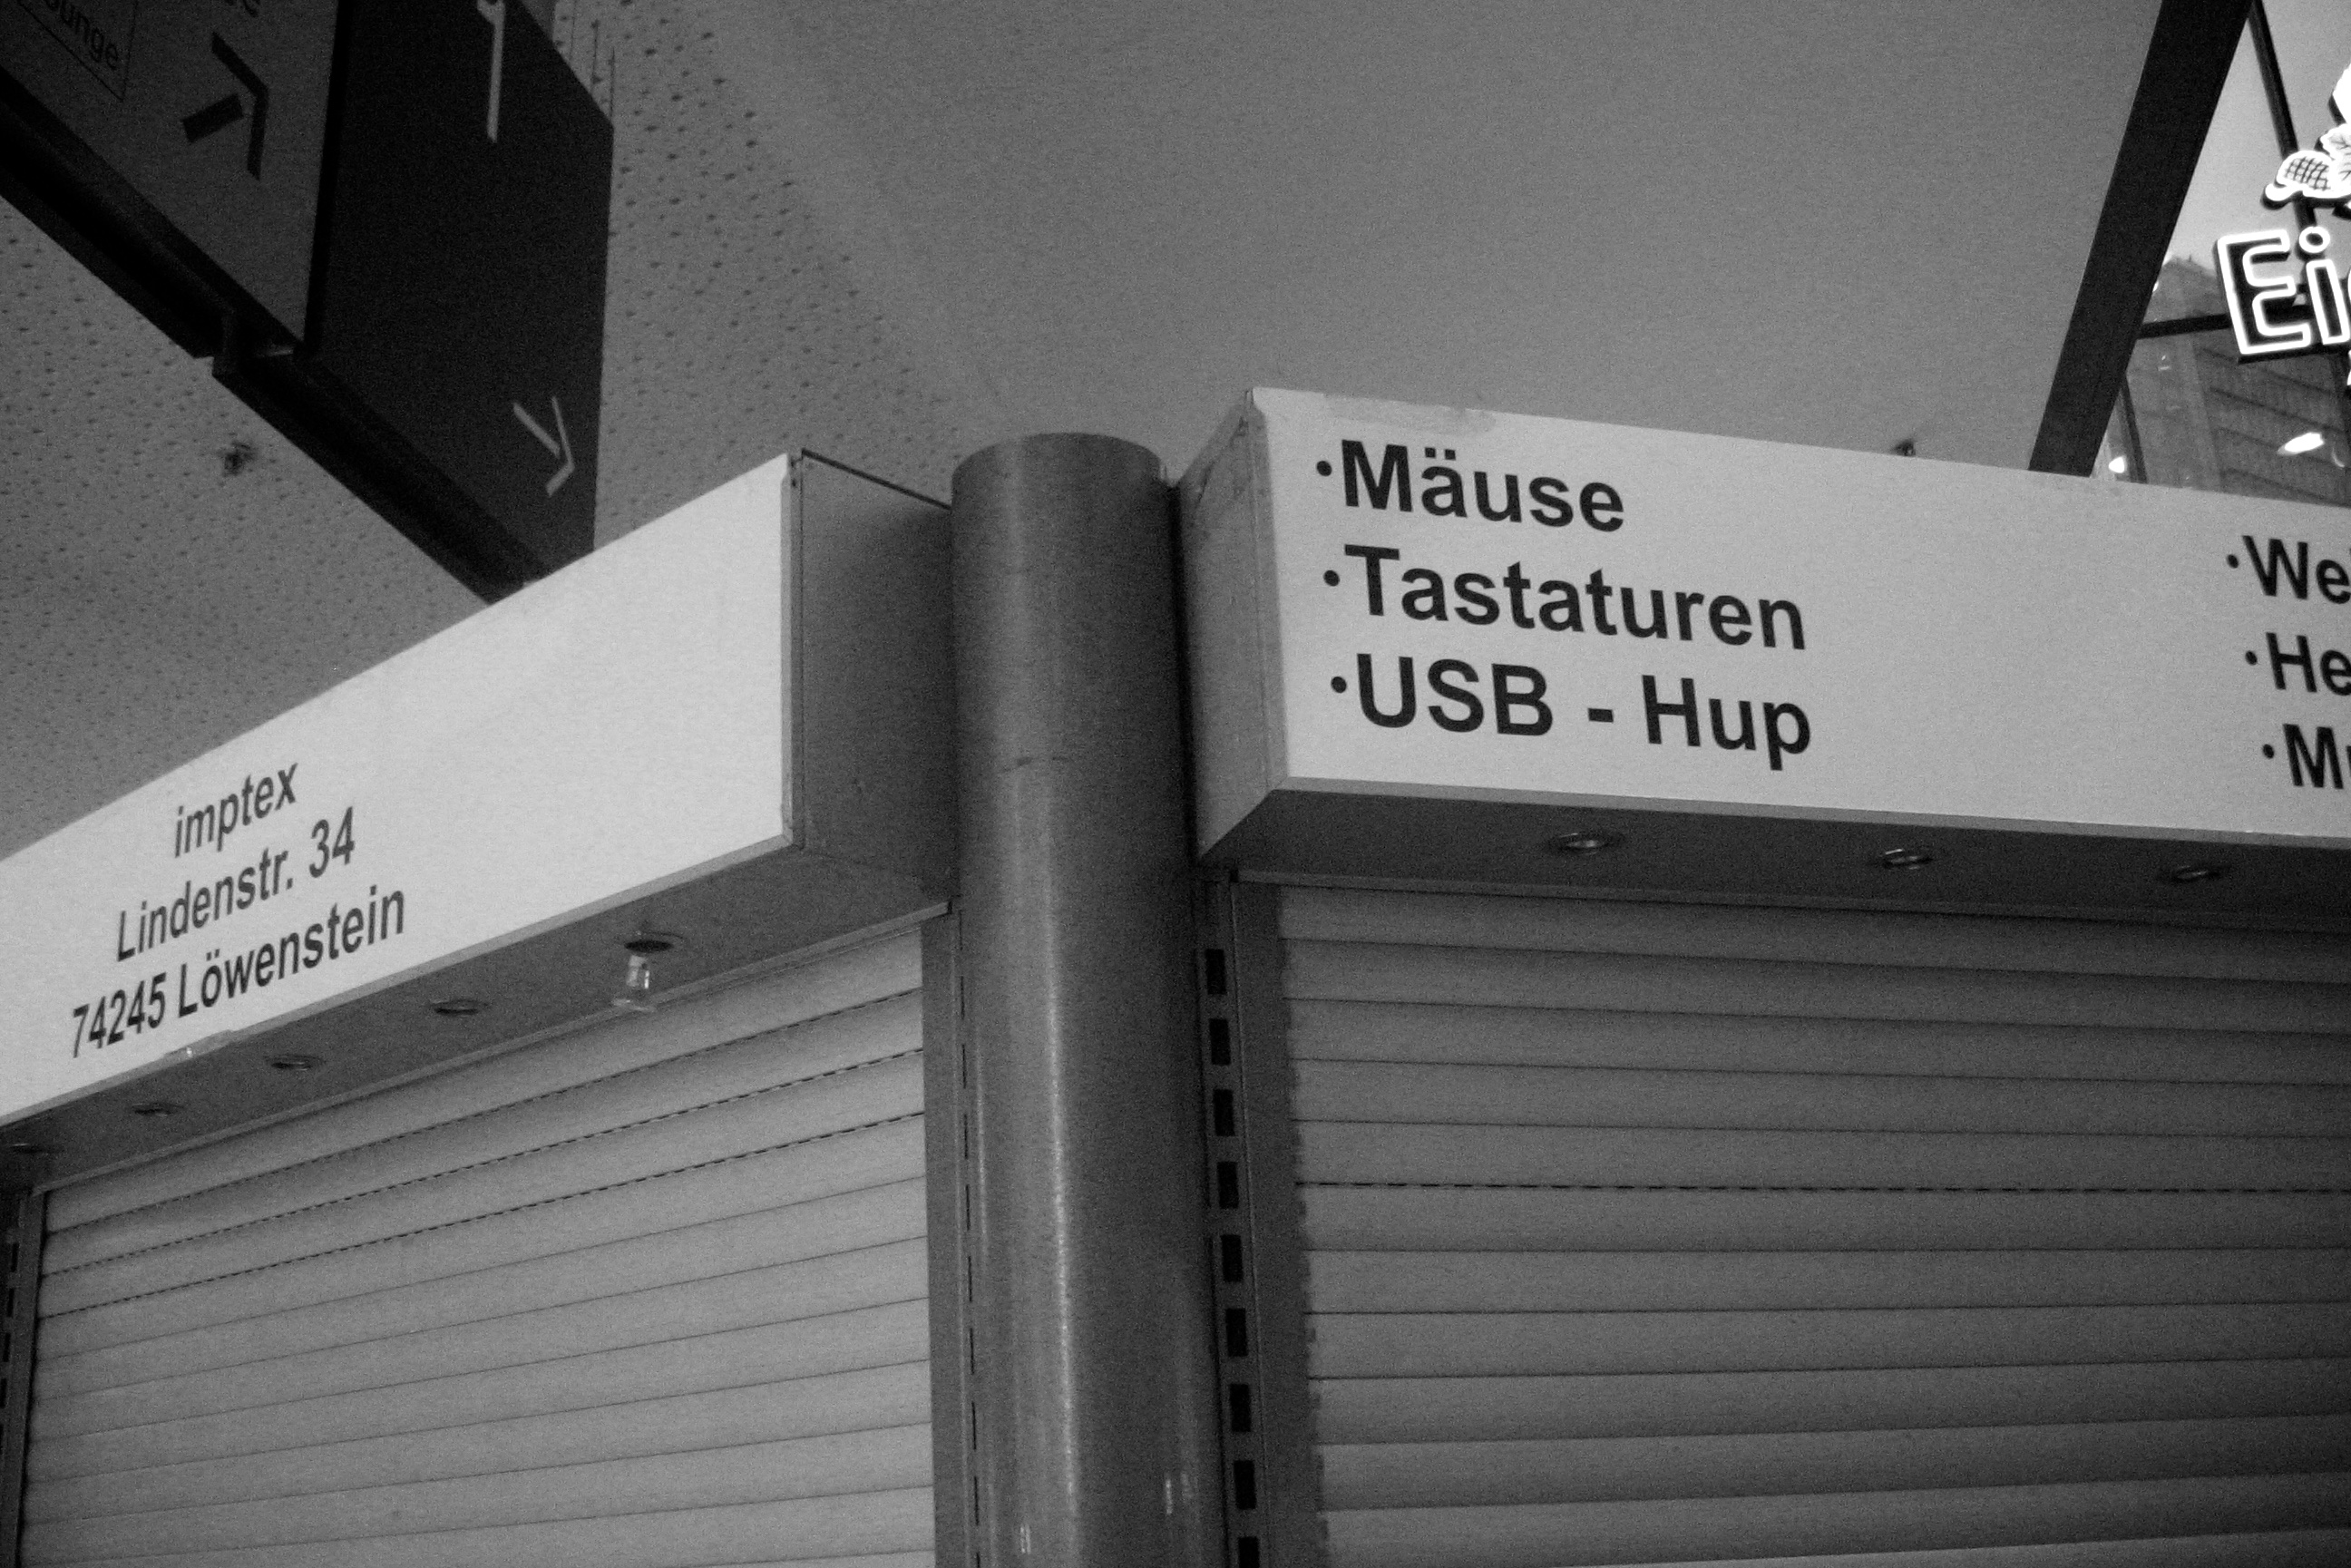 imptex
Lindenstr. 34
74245 Löwenstein
•Mäuse
•Tastaturen
•USB - Hup